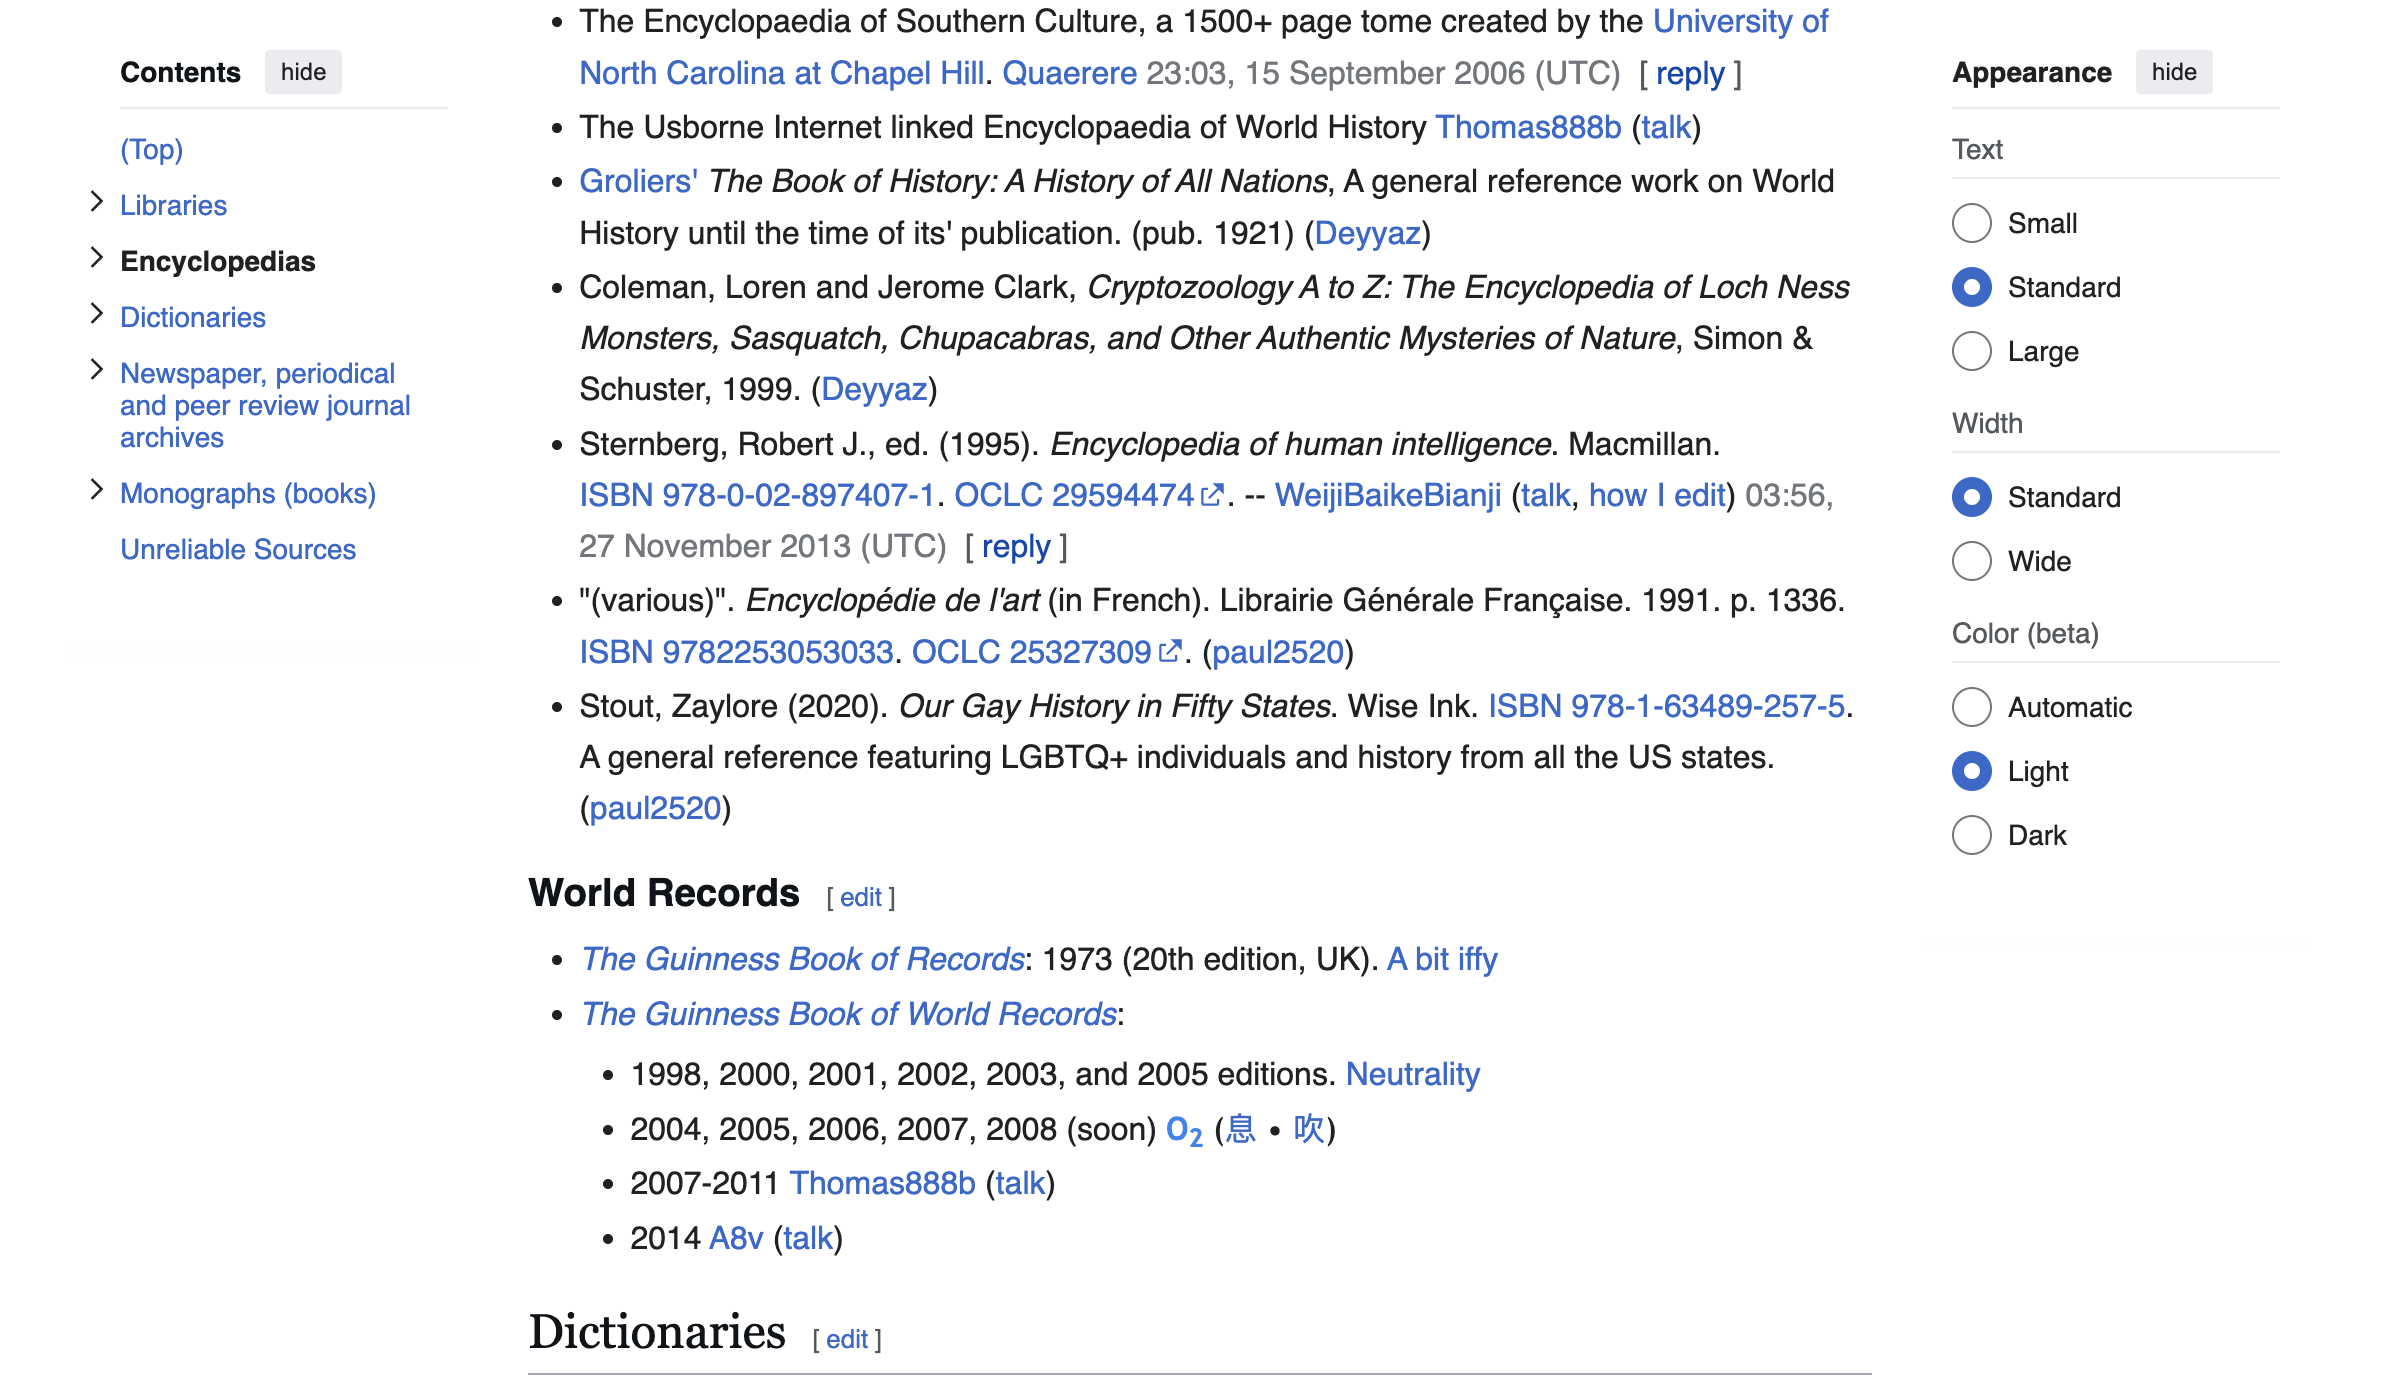 Contents hide
(Top)
Libraries
Encyclopedias
Dictionaries
Newspaper, periodical
and peer review journal
archives
Monographs (books)
Unreliable Sources
• The Encyclopaedia of Southern Culture, a 1500+ page tome created by the University of
North Carolina at Chapel Hill. Quaerere 23:03, 15 September 2006 (UTC) [ reply ]
• The Usborne Internet linked Encyclopaedia of World History Thomas888b (talk)
• Groliers' The Book of History: A History of All Nations, A general reference work on World
History until the time of its' publication. (pub. 1921) (Deyyaz)
• Coleman, Loren and Jerome Clark, Cryptozoology A to Z: The Encyclopedia of Loch Ness
Monsters, Sasquatch, Chupacabras, and Other Authentic Mysteries of Nature, Simon &
Schuster, 1999. (Deyyaz)
• Sternberg, Robert J., ed. (1995). Encyclopedia of human intelligence. Macmillan.
ISBN 978-0-02-897407-1. OCLC 29594474. -- WeijiBaikeBianji (talk, how I edit) 03:56,
27 November 2013 (UTC) [ reply ]
• "(various)". Encyclopédie de l'art (in French). Librairie Générale Française. 1991. p. 1336.
ISBN 9782253053033. OCLC 25327309. (paul2520)
• Stout, Zaylore (2020). Our Gay History in Fifty States. Wise Ink. ISBN 978-1-63489-257-5.
A general reference featuring LGBTQ+ individuals and history from all the US states.
(paul2520)
World Records [ edit ]
• The Guinness Book of Records: 1973 (20th edition, UK). A bit iffy
• The Guinness Book of World Records:
• 1998, 2000, 2001, 2002, 2003, and 2005 editions. Neutrality
• 2004, 2005, 2006, 2007, 2008 (soon) O₂ (息 • 吹)
• 2007-2011 Thomas888b (talk)
• 2014 A8v (talk)
Dictionaries [ edit ]
Appearance hide
Text
Small
Standard
Large
Width
Standard
Wide
Color (beta)
Automatic
Light
Dark